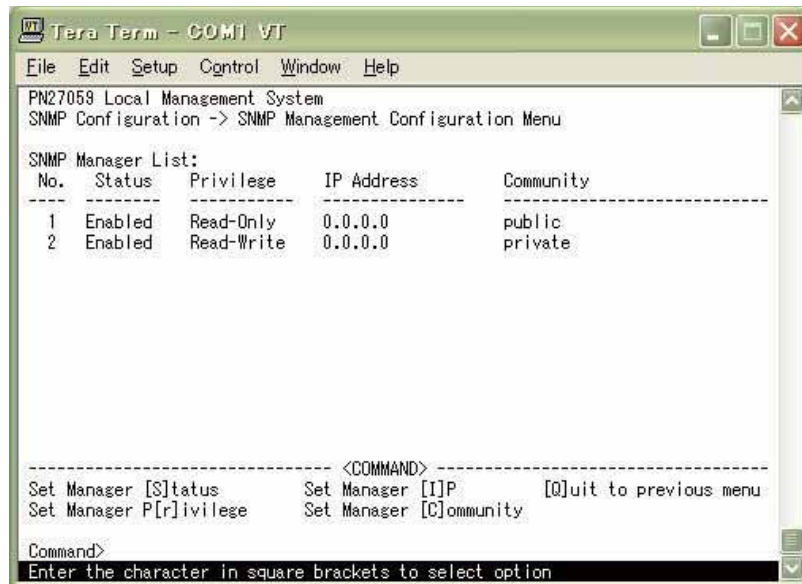 Tera Term - COM1 VT
File Edit Setup Control Window Help
PN27059 Local Management System
SNMP Configuration -> SNMP Management Configuration Menu
SNMP Manager List:
No. Status Privilege IP Address Community
---- -------- ----------- --------------- ----------------------------
1 Enabled Read-Only 0.0.0.0 public
2 Enabled Read-Write 0.0.0.0 private
-------------------------------- <COMMAND> -----------------------------------
Set Manager [S]tatus Set Manager [I]P [Q]uit to previous menu
Set Manager P[r]ivilege Set Manager [C]ommunity
Command>
Enter the character in square brackets to select option